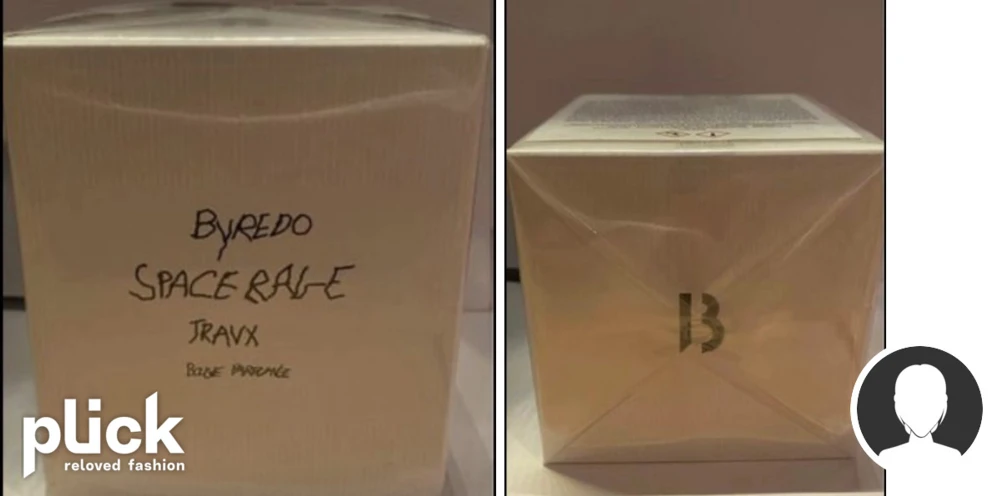 BYREDO
SPACE RAGE
TRAVX
plick
reloved fashion
B